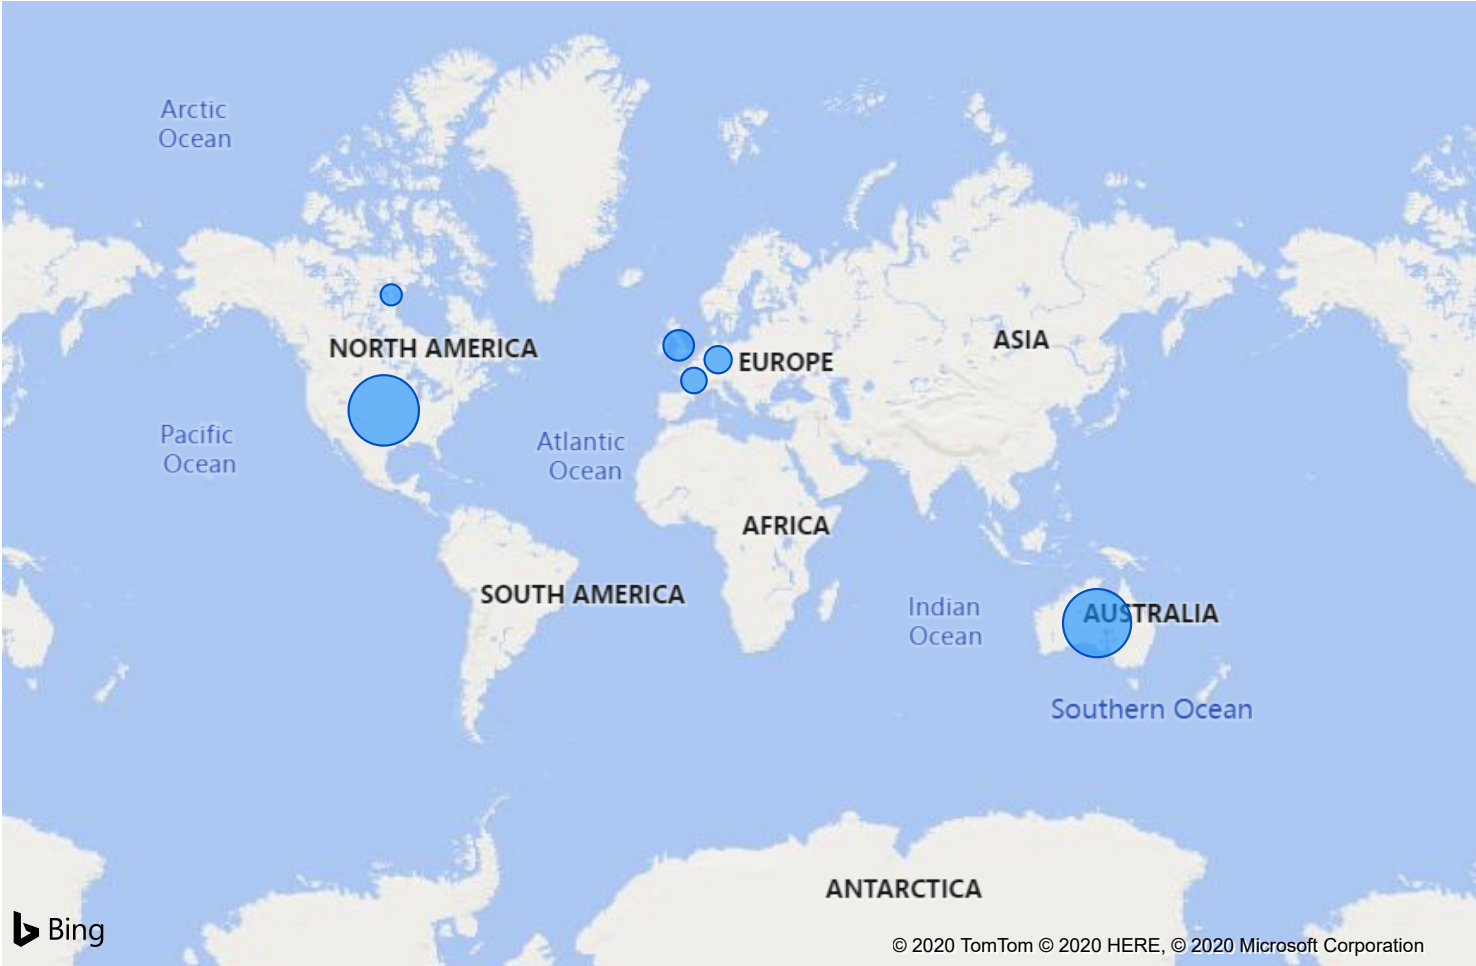 Arctic
Ocean
NORTH AMERICA
EUROPE
ASIA
Pacific
Ocean
Atlantic
Ocean
AFRICA
SOUTH AMERICA
Indian
Ocean
AUSTRALIA
Southern Ocean
ANTARCTICA
Bing
© 2020 TomTom © 2020 HERE, © 2020 Microsoft Corporation